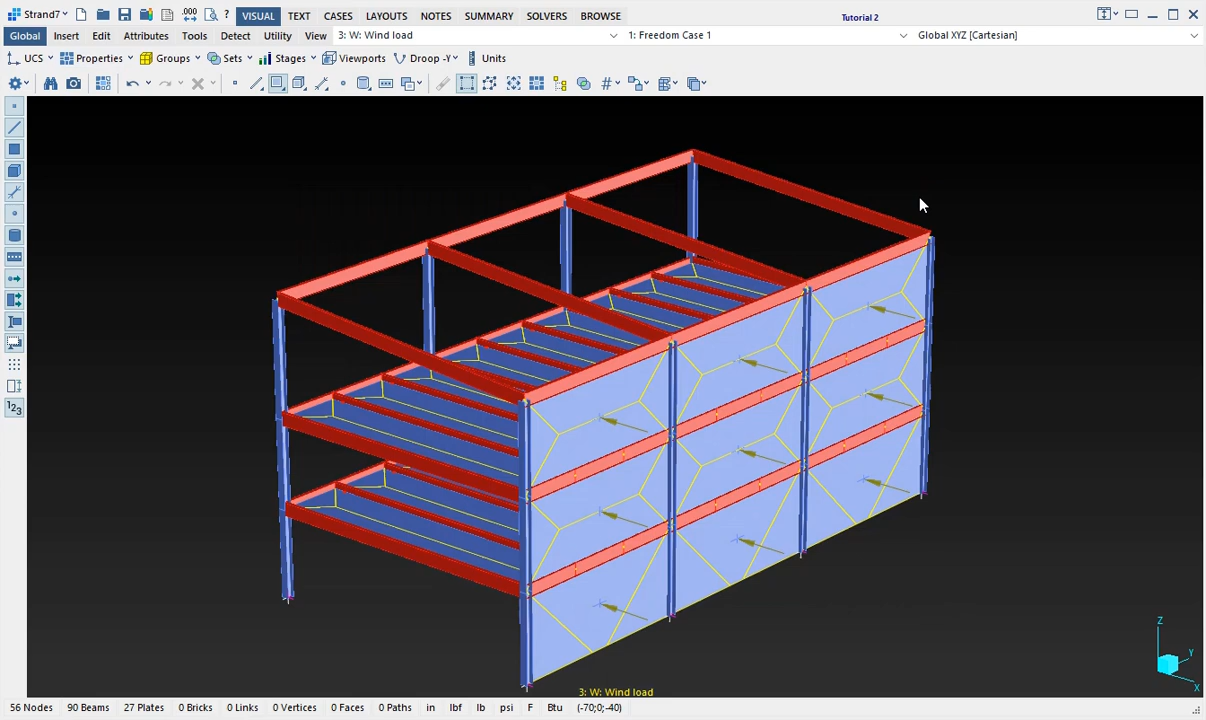 Strand7 .000 ? VISUAL TEXT CASES LAYOUTS NOTES SUMMARY SOLVERS BROWSE Tutorial 2
Global Insert Edit Attributes Tools Detect Utility View 3: W: Wind load 1: Freedom Case 1 Global XYZ [Cartesian]
UCS Properties Groups Sets Stages Viewports Droop -Y Units
#
123
Z
Y
X
3: W: Wind load
56 Nodes 90 Beams 27 Plates 0 Bricks 0 Links 0 Vertices 0 Faces 0 Paths in lbf lb psi F Btu (-70;0;-40)